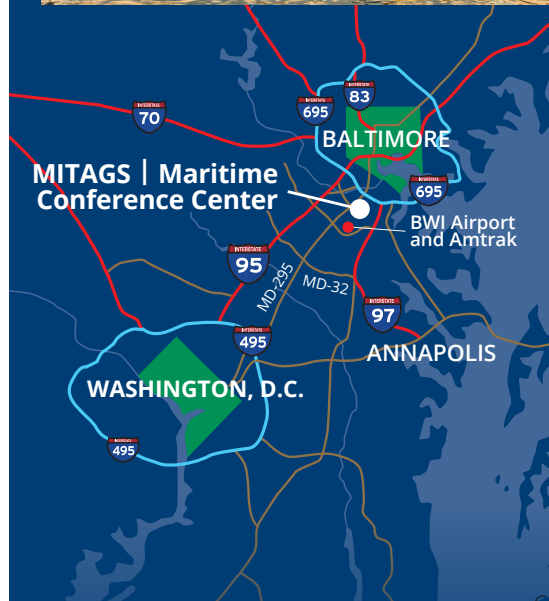 INTERSTATE
83
INTERSTATE
695
INTERSTATE
70
BALTIMORE
MITAGS | Maritime
Conference Center
INTERSTATE
695
BWI Airport
and Amtrak
INTERSTATE
95
MD-295
MD-32
INTERSTATE
97
INTERSTATE
495
ANNAPOLIS
WASHINGTON, D.C.
INTERSTATE
495